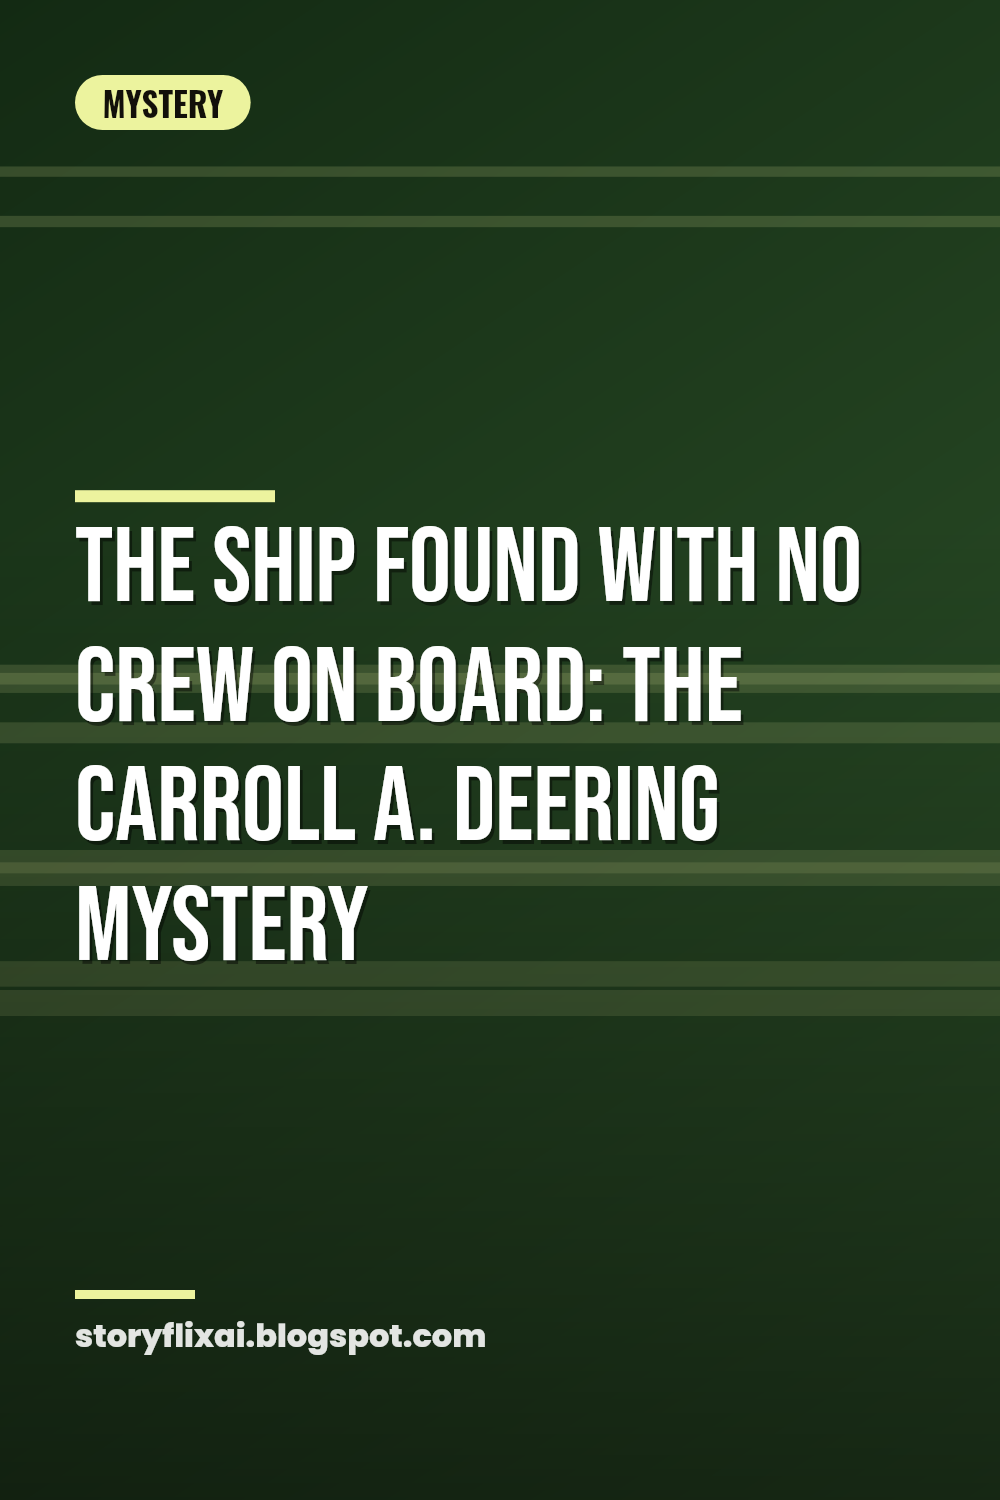 MYSTERY
THE SHIP FOUND WITH NO
CREW ON BOARD: THE
CARROLL A. DEERING
MYSTERY
storyflixai.blogspot.com